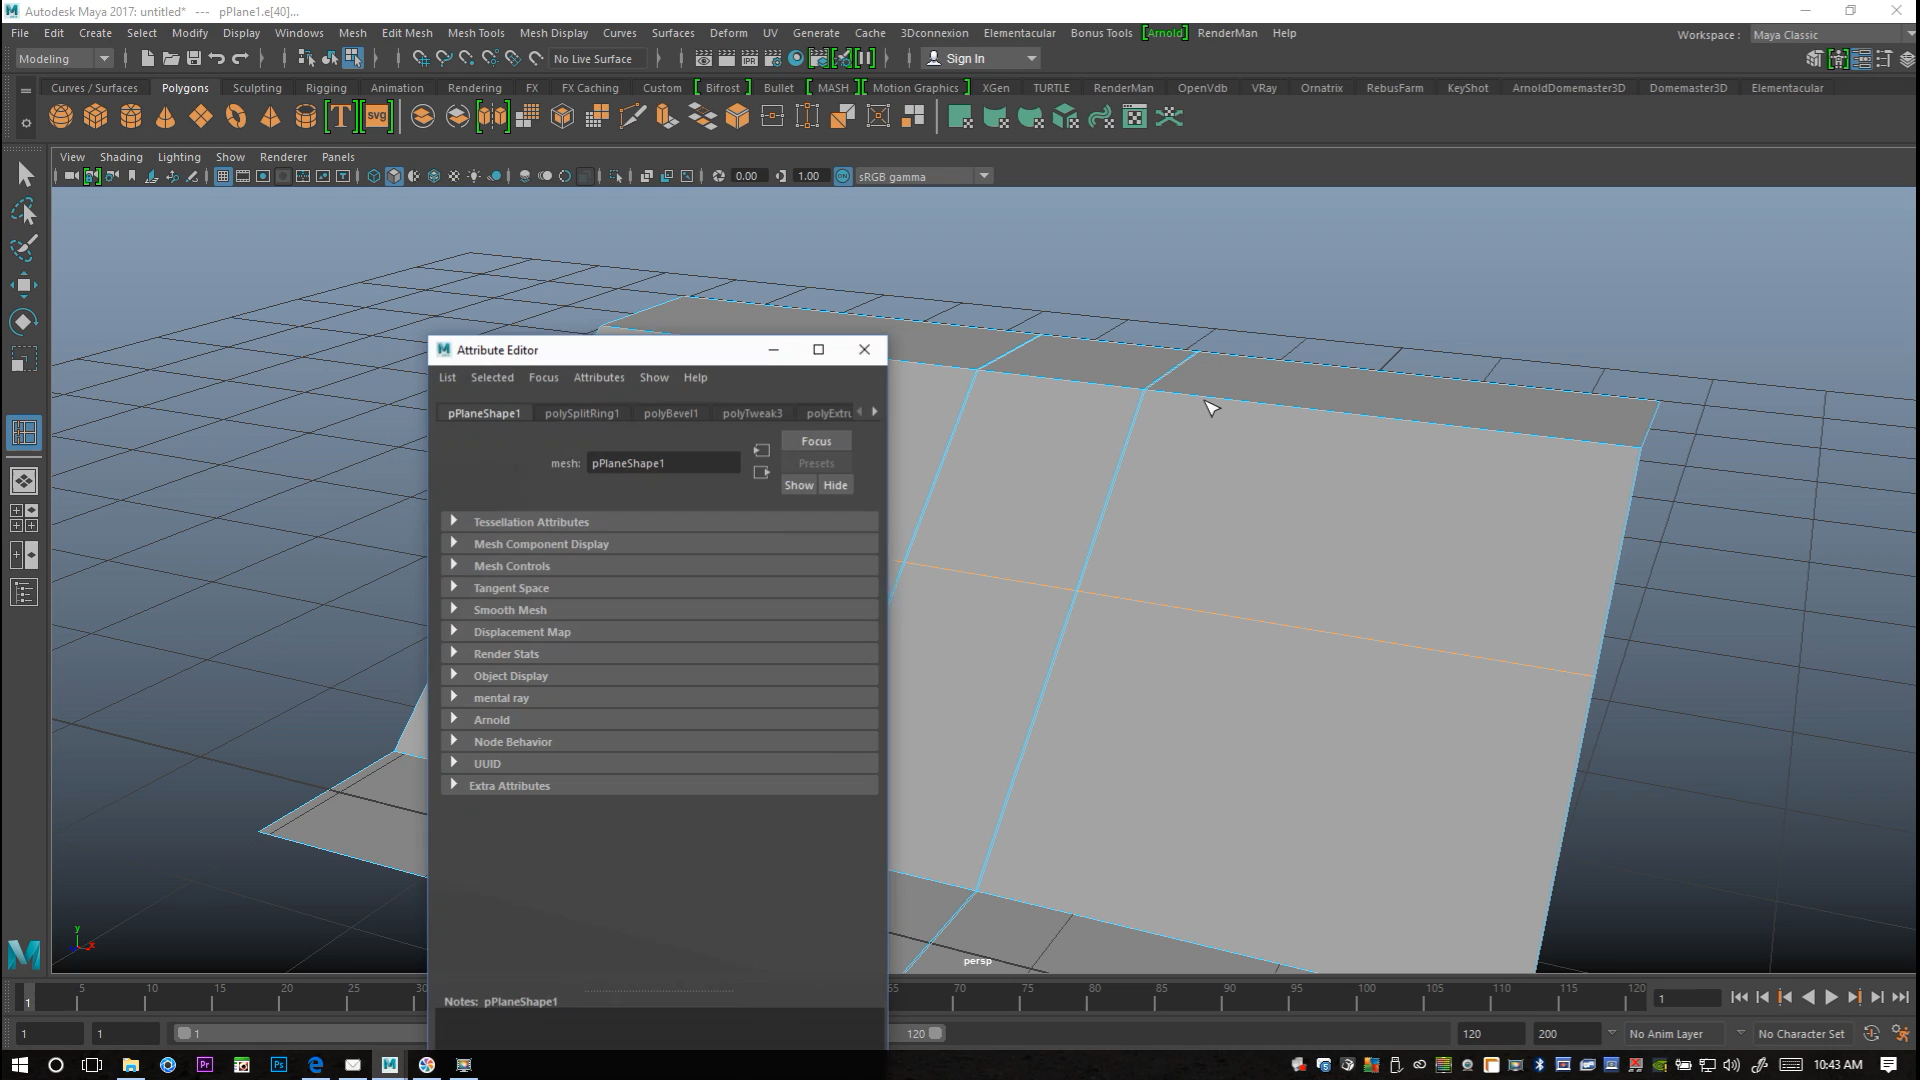 Autodesk Maya 2017: untitled*   ---   pPlane1.e[40]...
File Edit Create Select Modify Display Windows Mesh Edit Mesh Mesh Tools Mesh Display Curves Surfaces Deform UV Generate Cache 3Dconnexion Elementacular Bonus Tools [Arnold] RenderMan Help
Workspace : Maya Classic
Modeling No Live Surface IPR Sign In
Curves / Surfaces Polygons Sculpting Rigging Animation Rendering FX FX Caching Custom [ Bifrost ] Bullet [ MASH ] [ Motion Graphics ] XGen TURTLE RenderMan OpenVdb VRay Ornatrix RebusFarm KeyShot ArnoldDomemaster3D Domemaster3D Elementacular
T svg
View Shading Lighting Show Renderer Panels
0.00 1.00 ON sRGB gamma
Attribute Editor
List Selected Focus Attributes Show Help
pPlaneShape1 polySplitRing1 polyBevel1 polyTweak3 polyExtru
Focus
mesh: pPlaneShape1
Presets
Show Hide
Tessellation Attributes
Mesh Component Display
Mesh Controls
Tangent Space
Smooth Mesh
Displacement Map
Render Stats
Object Display
mental ray
Arnold
Node Behavior
UUID
Extra Attributes
y
x
persp
Notes: pPlaneShape1
1 5 10 15 20 25 30 65 70 75 80 85 90 95 100 105 110 115 120 1
1 1 1 120 120 200 No Anim Layer No Character Set
Pr Ps M 10:43 AM